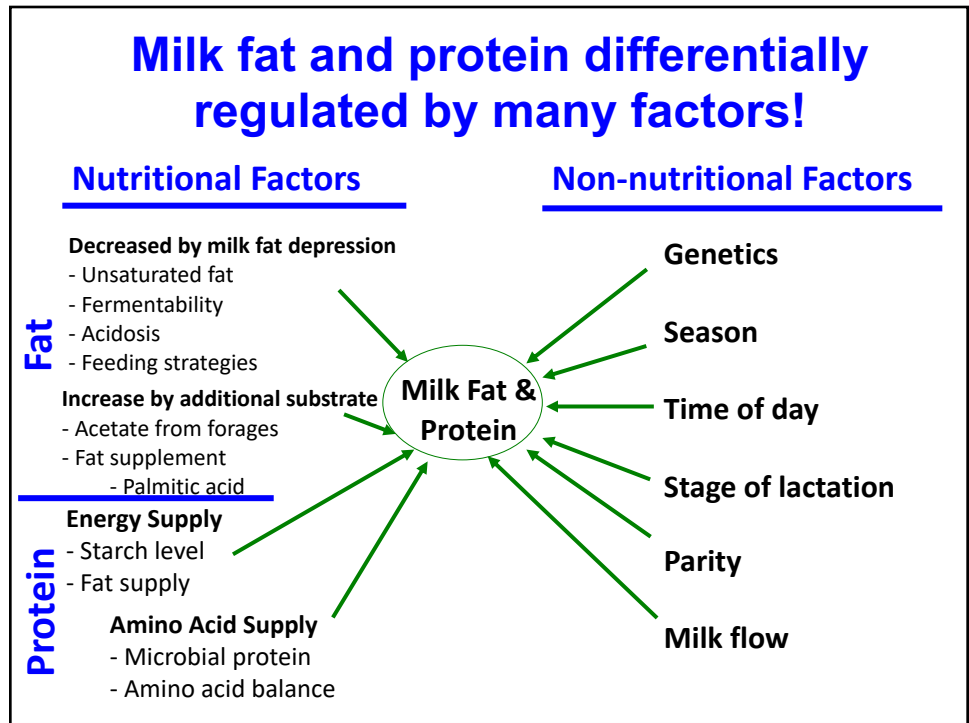 Milk fat and protein differentially
regulated by many factors!
Nutritional Factors
Non-nutritional Factors
Fat
Decreased by milk fat depression
- Unsaturated fat
- Fermentability
- Acidosis
- Feeding strategies
Increase by additional substrate
- Acetate from forages
- Fat supplement
- Palmitic acid
Protein
Energy Supply
- Starch level
- Fat supply
Amino Acid Supply
- Microbial protein
- Amino acid balance
Milk Fat &
Protein
Genetics
Season
Time of day
Stage of lactation
Parity
Milk flow